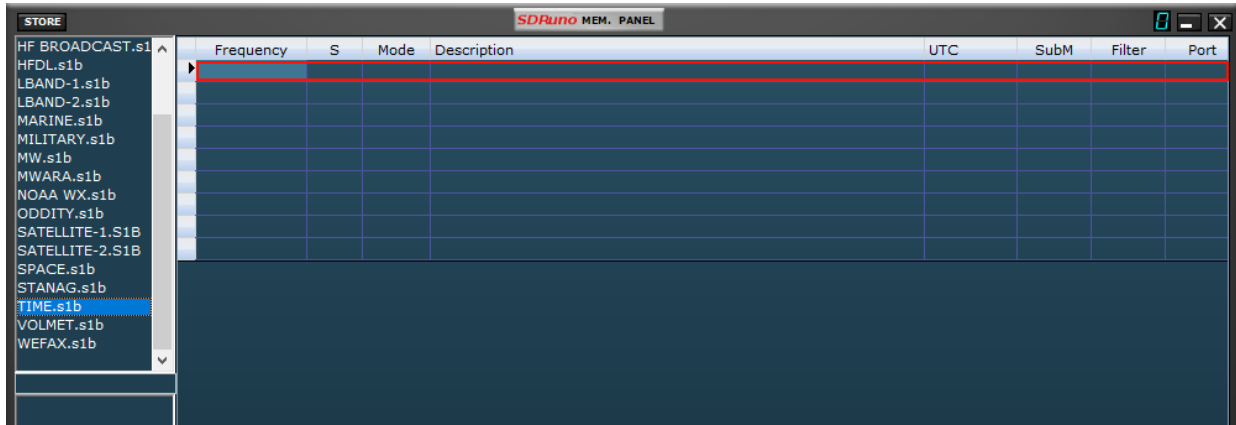 STORE SDRuno MEM. PANEL 8
HF BROADCAST.s1
HFDL.s1b
LBAND-1.s1b
LBAND-2.s1b
MARINE.s1b
MILITARY.s1b
MW.s1b
MWARA.s1b
NOAA WX.s1b
ODDITY.s1b
SATELLITE-1.S1B
SATELLITE-2.S1B
SPACE.s1b
STANAG.s1b
TIME.s1b
VOLMET.s1b
WEFAX.s1b
Frequency S Mode Description UTC SubM Filter Port